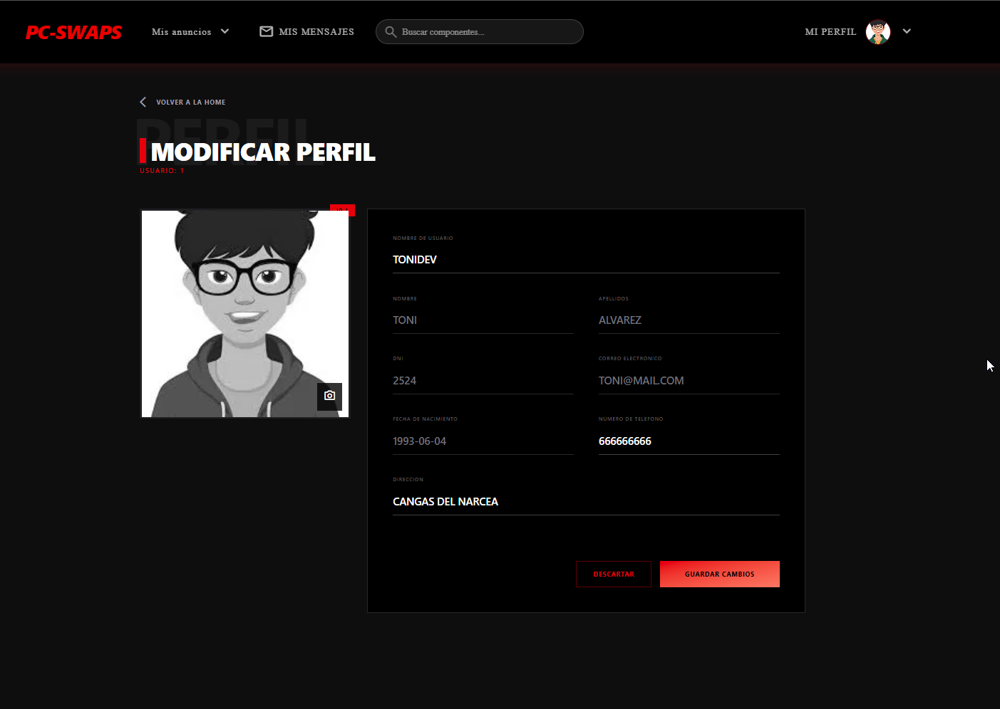 PC-SWAPS
Mis anuncios
MIS MENSAJES
Buscar componentes...
MI PERFIL
VOLVER A LA HOME
PERFIL
MODIFICAR PERFIL
USUARIO: 1
NOMBRE DE USUARIO
TONIDEV
NOMBRE
APELLIDOS
TONI
ALVAREZ
DNI
CORREO ELECTRONICO
2524
TONI@MAIL.COM
FECHA DE NACIMIENTO
NUMERO DE TELEFONO
1993-06-04
666666666
DIRECCION
CANGAS DEL NARCEA
DESCARTAR
GUARDAR CAMBIOS